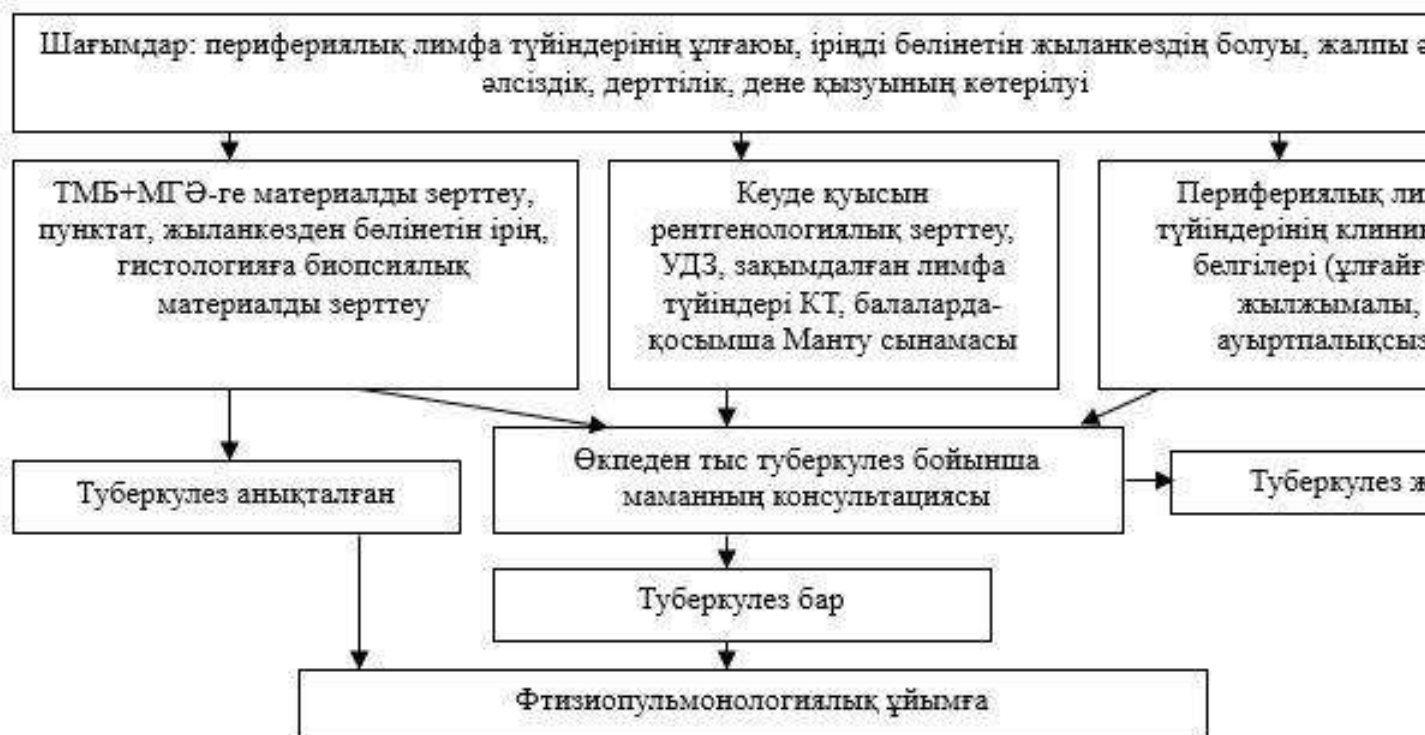 Шағымдар: перифериялық лимфа түйіндерінің ұлғаюы, іріңді бөлінетін жыланкөздің болуы, жалпы
әлсіздік, дерттілік, дене қызуының көтерілуі
ТМБ+МГӘ-ге материалды зерттеу,
пунктат, жыланкөзден бөлінетін ірің,
гистологияға биопсиялық
материалды зерттеу
Кеуде қуысын
рентгенологиялық зерттеу,
УДЗ, зақымдалған лимфа
түйіндері КТ, балаларда-
қосымша Манту сынамасы
Перифериялық
түйіндерінің
белгілері
жылжымалы,
ауыртпалықсыз
Туберкулез анықталған
Өкпеден тыс туберкулез бойынша
маманның консультациясы
Туберкулез
Туберкулез бар
Фтизиопульмонологиялық ұйымға